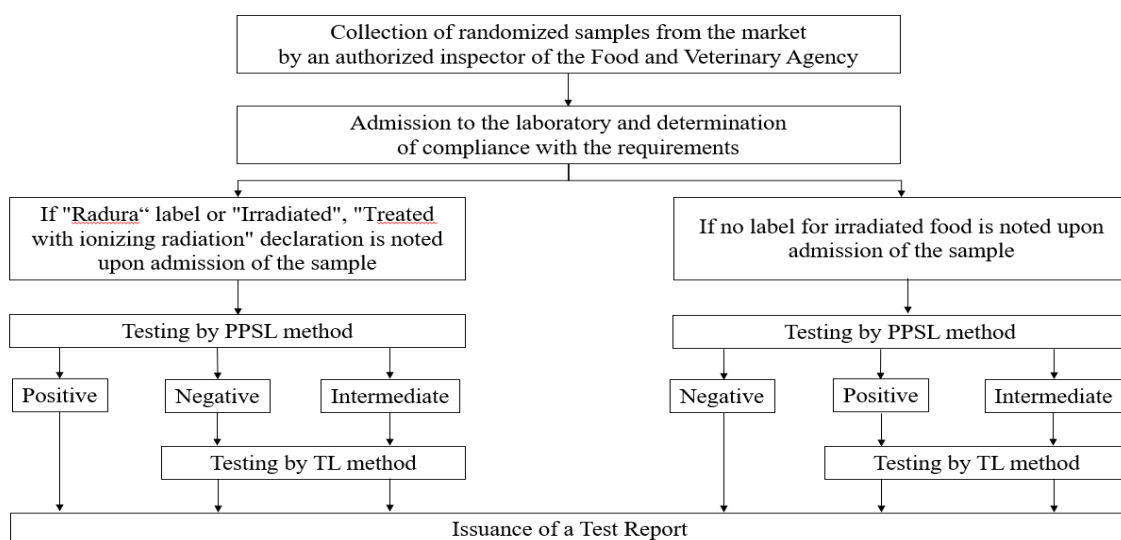 Collection of randomized samples from the market
by an authorized inspector of the Food and Veterinary Agency
Admission to the laboratory and determination
of compliance with the requirements
If "Radura“ label or "Irradiated", "Treated
with ionizing radiation" declaration is noted
upon admission of the sample
If no label for irradiated food is noted upon
admission of the sample
Testing by PPSL method
Testing by PPSL method
Positive
Negative
Intermediate
Negative
Positive
Intermediate
Testing by TL method
Testing by TL method
Issuance of a Test Report